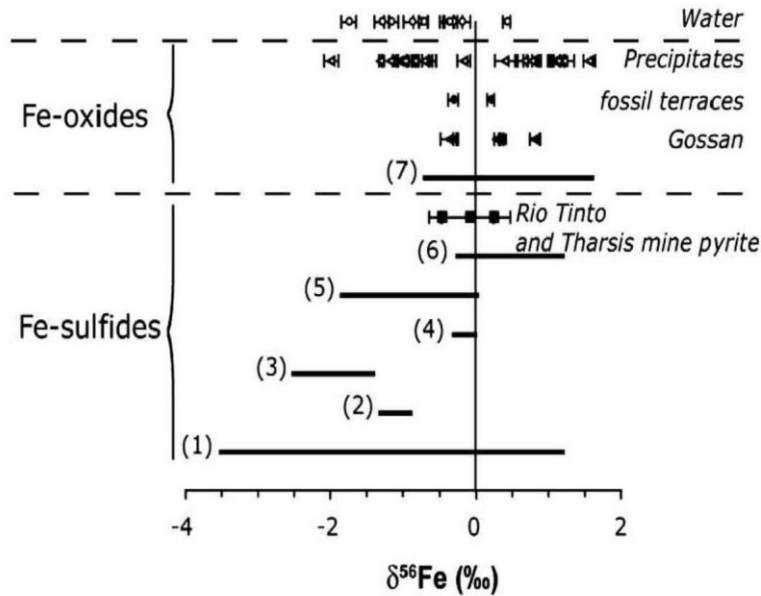 Water
Precipitates
Fe-oxides
fossil terraces
Gossan
(7)
Rio Tinto
and Tharsis mine pyrite
(6)
(5)
Fe-sulfides
(4)
(3)
(2)
(1)
-4 -2 0 2
δ⁵⁶Fe (‰)